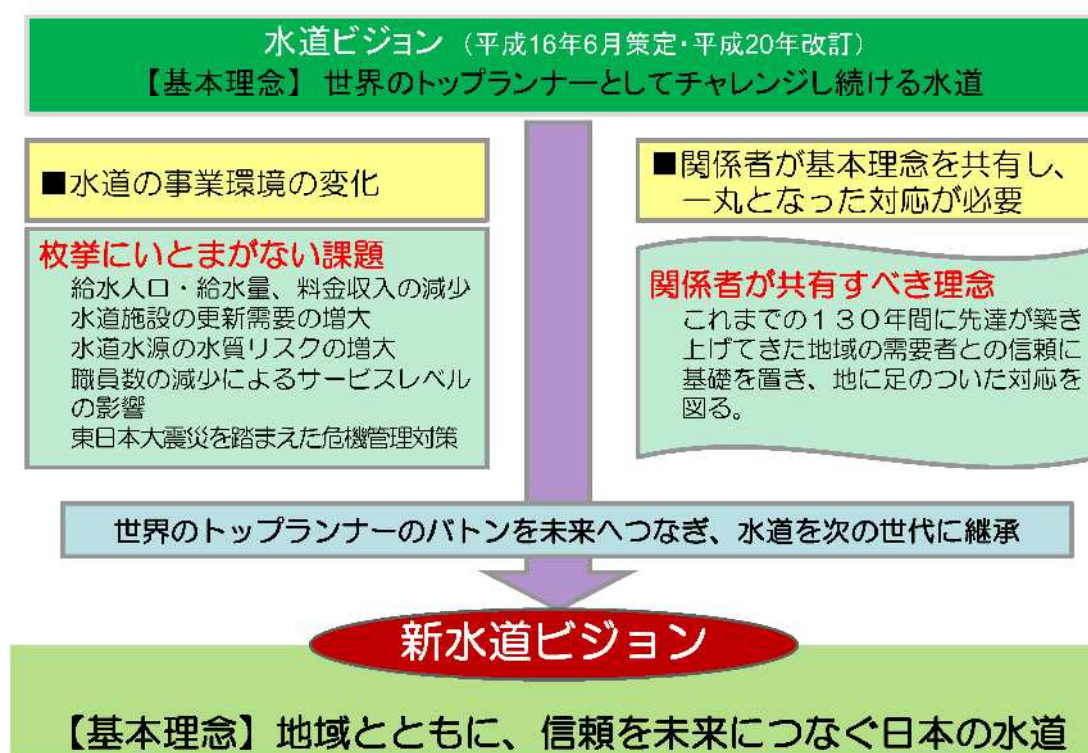 水道ビジョン（平成16年6月策定・平成20年改訂）
【基本理念】 世界のトップランナーとしてチャレンジし続ける水道
■水道の事業環境の変化
枚挙にいとまがない課題
給水人口・給水量、料金収入の減少
水道施設の更新需要の増大
水道水源の水質リスクの増大
職員数の減少によるサービスレベル
の影響
東日本大震災を踏まえた危機管理対策
■関係者が基本理念を共有し、
一丸となった対応が必要
関係者が共有すべき理念
これまでの１３０年間に先達が築き
上げてきた地域の需要者との信頼に
基礎を置き、地に足のついた対応を
図る。
世界のトップランナーのバトンを未来へつなぎ、水道を次の世代に継承
新水道ビジョン
【基本理念】地域とともに、信頼を未来につなぐ日本の水道